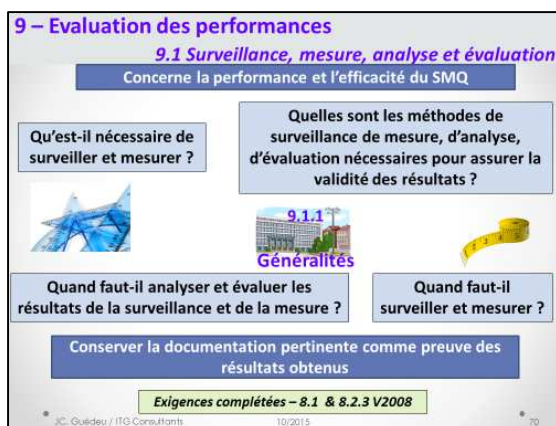 9 – Evaluation des performances
9.1 Surveillance, mesure, analyse et évaluation
Concerne la performance et l'efficacité du SMQ
Qu'est-il nécessaire de
surveiller et mesurer ?
Quelles sont les méthodes de
surveillance de mesure, d'analyse,
d'évaluation nécessaires pour assurer la
validité des résultats ?
9.1.1
Généralités
Quand faut-il analyser et évaluer les
résultats de la surveillance et de la mesure ?
Quand faut-il
surveiller et mesurer ?
Conserver la documentation pertinente comme preuve des
résultats obtenus
Exigences complétées – 8.1 & 8.2.3 V2008
JC. Guédeu / ITG Consultants
10/2015
70